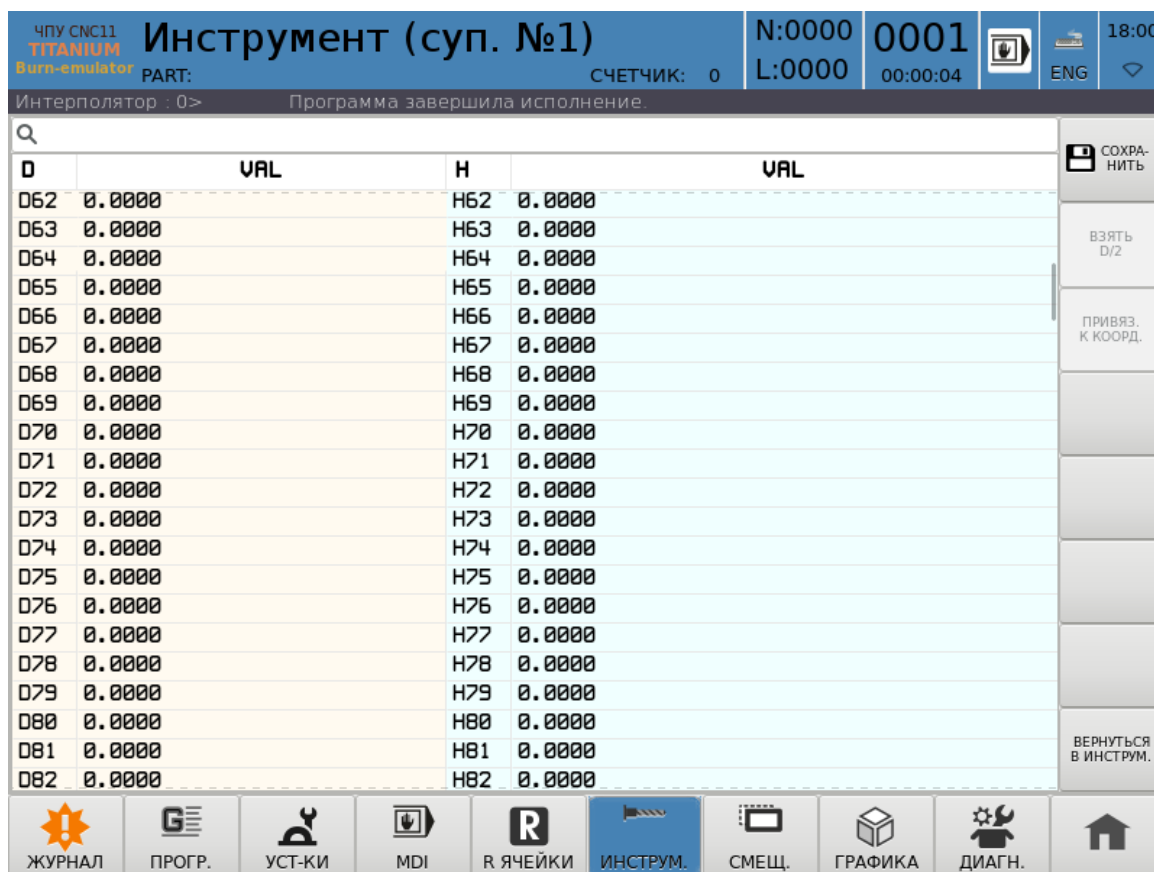 ЧПУ CNC11
TITANIUM
Burn-emulator
Инструмент (суп. №1)
PART:
СЧЕТЧИК: 0
N:0000
L:0000
0001
00:00:04
ENG
18:00
Интерполятор : 0> Программа завершила исполнение.
D VAL H VAL
D62 0.0000 H62 0.0000
D63 0.0000 H63 0.0000
D64 0.0000 H64 0.0000
D65 0.0000 H65 0.0000
D66 0.0000 H66 0.0000
D67 0.0000 H67 0.0000
D68 0.0000 H68 0.0000
D69 0.0000 H69 0.0000
D70 0.0000 H70 0.0000
D71 0.0000 H71 0.0000
D72 0.0000 H72 0.0000
D73 0.0000 H73 0.0000
D74 0.0000 H74 0.0000
D75 0.0000 H75 0.0000
D76 0.0000 H76 0.0000
D77 0.0000 H77 0.0000
D78 0.0000 H78 0.0000
D79 0.0000 H79 0.0000
D80 0.0000 H80 0.0000
D81 0.0000 H81 0.0000
D82 0.0000 H82 0.0000
СОХРА-
НИТЬ
ВЗЯТЬ
D/2
ПРИВЯЗ.
К КООРД.
ВЕРНУТЬСЯ
В ИНСТРУМ.
ЖУРНАЛ
G
ПРОГР.
УСТ-КИ
MDI
R
R ЯЧЕЙКИ
ИНСТРУМ.
СМЕЩ.
ГРАФИКА
ДИАГН.